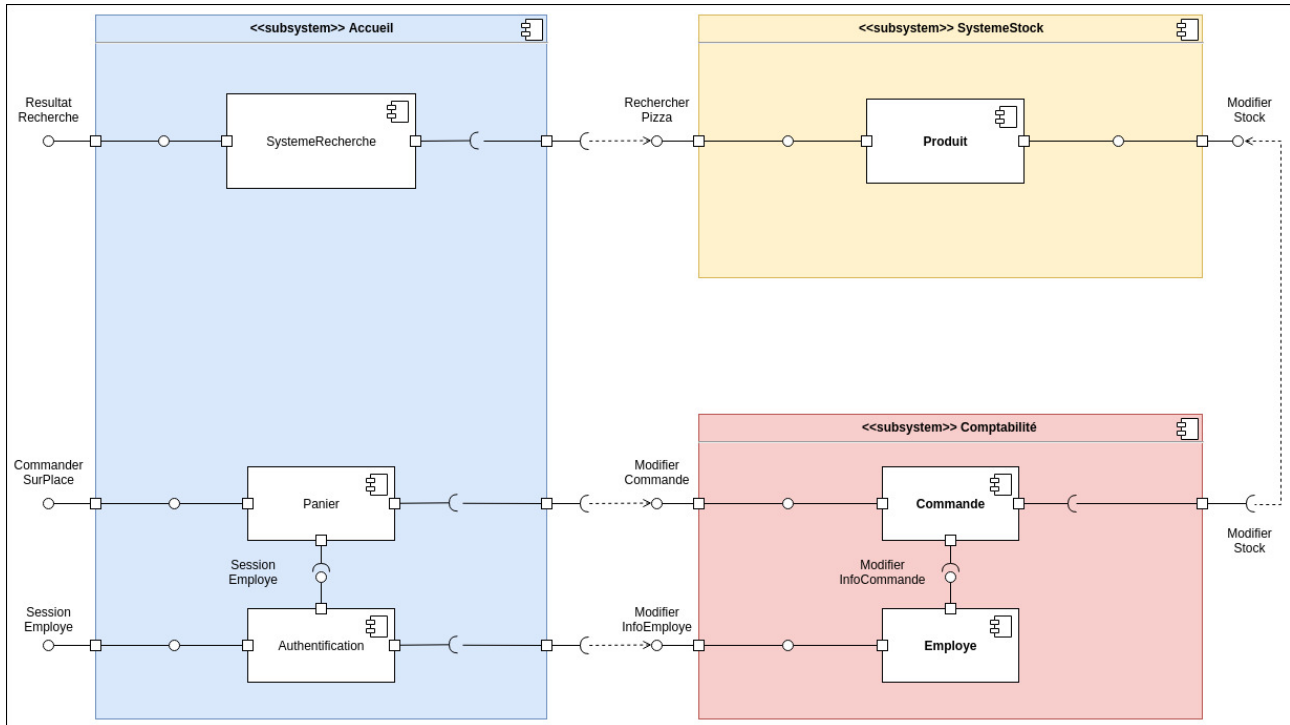 <<subsystem>> Accueil
<<subsystem>> SystemeStock
Resultat
Recherche
SystemeRecherche
Rechercher
Pizza
Produit
Modifier
Stock
<<subsystem>> Comptabilité
Commander
SurPlace
Panier
Modifier
Commande
Commande
Modifier
Stock
Session
Employe
Modifier
InfoCommande
Session
Employe
Authentification
Modifier
InfoEmploye
Employe